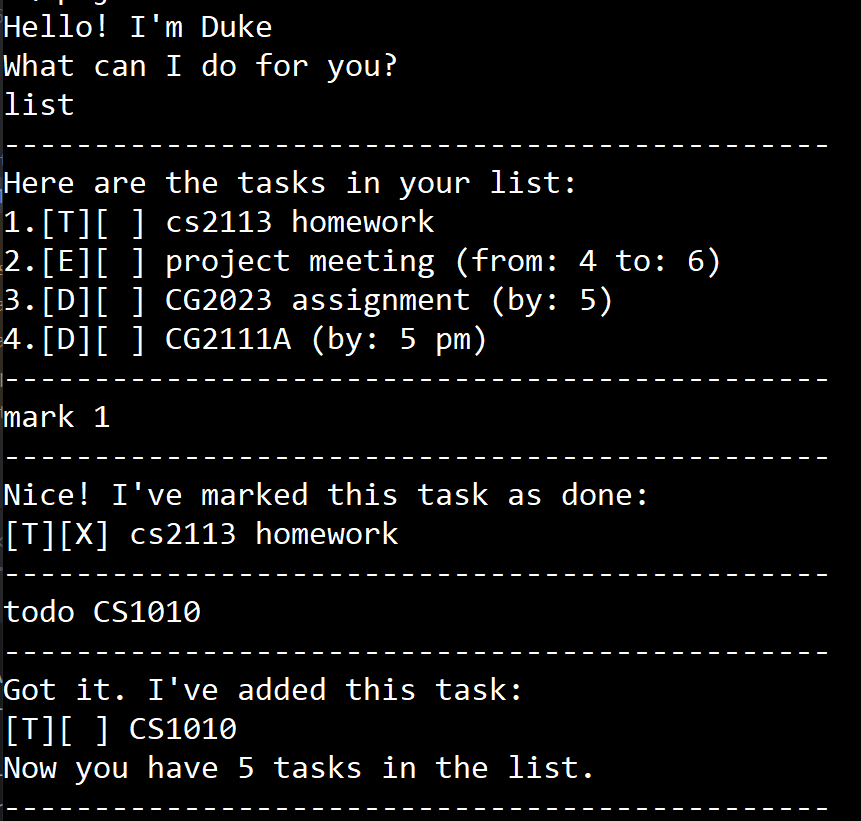 Hello! I'm Duke
What can I do for you?
list
----------------------------------------------
Here are the tasks in your list:
1.[T][ ] cs2113 homework
2.[E][ ] project meeting (from: 4 to: 6)
3.[D][ ] CG2023 assignment (by: 5)
4.[D][ ] CG2111A (by: 5 pm)
----------------------------------------------
mark 1
----------------------------------------------
Nice! I've marked this task as done:
[T][X] cs2113 homework
----------------------------------------------
todo CS1010
----------------------------------------------
Got it. I've added this task:
[T][ ] CS1010
Now you have 5 tasks in the list.
----------------------------------------------